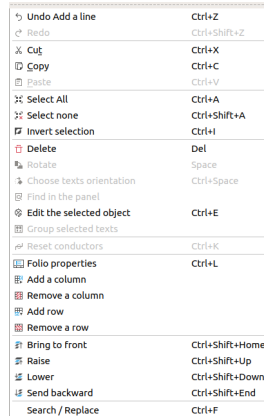 Undo Add a line Ctrl+Z
Redo Ctrl+Shift+Z
Cut Ctrl+X
Copy Ctrl+C
Paste Ctrl+V
Select All Ctrl+A
Select none Ctrl+Shift+A
Invert selection Ctrl+I
Delete Del
Rotate Space
Choose texts orientation Ctrl+Space
Find in the panel
Edit the selected object Ctrl+E
Group selected texts
Reset conductors Ctrl+K
Folio properties Ctrl+L
Add a column
Remove a column
Add row
Remove a row
Bring to front Ctrl+Shift+Home
Raise Ctrl+Shift+Up
Lower Ctrl+Shift+Down
Send backward Ctrl+Shift+End
Search / Replace Ctrl+F